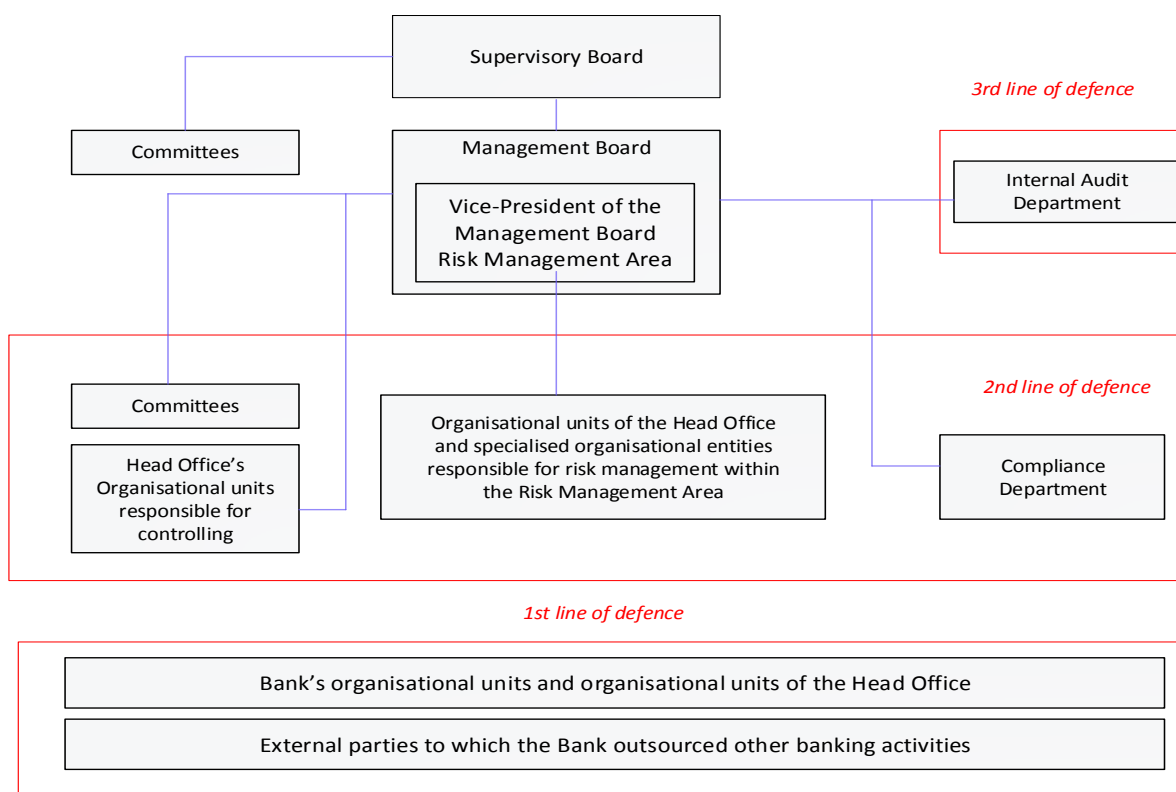 Supervisory Board
3rd line of defence
Committees
Management Board
Internal Audit
Department
Vice-President of the
Management Board
Risk Management Area
2nd line of defence
Committees
Organisational units of the Head Office
and specialised organisational entities
responsible for risk management within
the Risk Management Area
Head Office's
Organisational units
responsible for
controlling
Compliance
Department
1st line of defence
Bank's organisational units and organisational units of the Head Office
External parties to which the Bank outsourced other banking activities